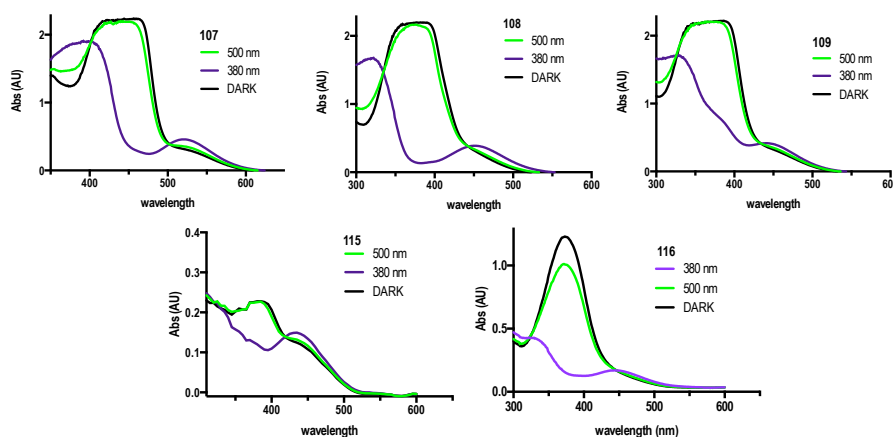 107
500 nm
380 nm
DARK
Abs (AU)
2
1
0
400 500 600
wavelength
108
500 nm
380 nm
DARK
Abs (AU)
2
1
0
300 400 500 600
wavelength
109
500 nm
380 nm
DARK
Abs (AU)
2
1
0
300 400 500 60
wavelength
115
500 nm
380 nm
DARK
Abs (AU)
0.4
0.3
0.2
0.1
0.0
400 500 600
wavelength
116
380 nm
500 nm
DARK
Abs (AU)
1.0
0.5
0.0
300 400 500 600
wavelength (nm)